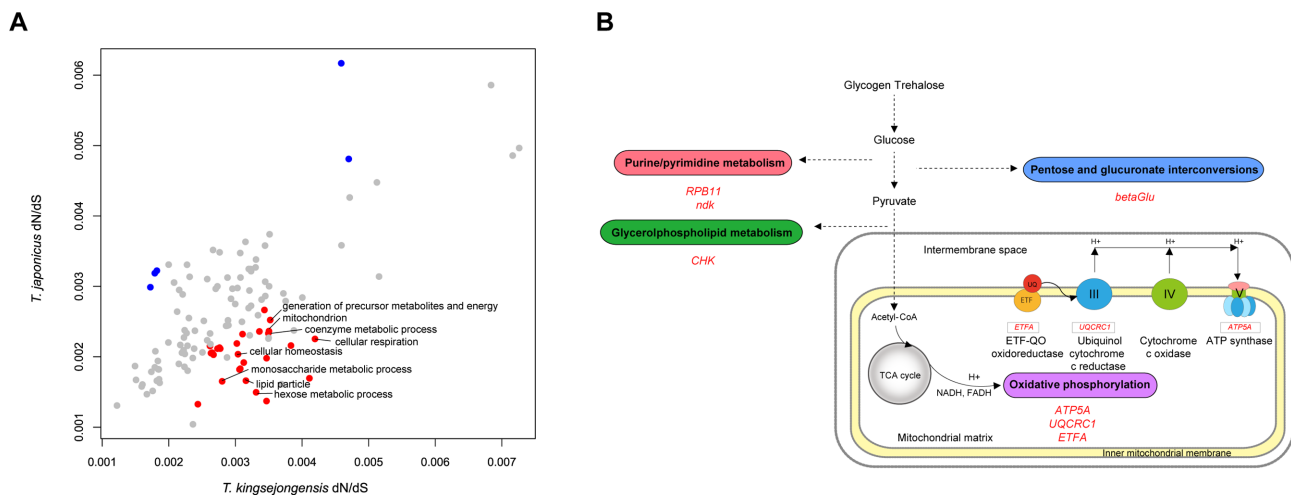 A
T. japonicus dN/dS
0.006
0.005
0.004
0.003
0.002
0.001
generation of precursor metabolites and energy
mitochondrion
coenzyme metabolic process
cellular respiration
cellular homeostasis
monosaccharide metabolic process
lipid particle
hexose metabolic process
0.001 0.002 0.003 0.004 0.005 0.006 0.007
T. kingsejongensis dN/dS
B
Glycogen Trehalose
Glucose
Purine/pyrimidine metabolism
RPB11
ndk
Pentose and glucuronate interconversions
betaGlu
Pyruvate
Glycerolphospholipid metabolism
CHK
Intermembrane space
H+ H+ H+
UQ
ETF
III
IV
V
Acetyl-CoA
ETFA
ETF-QO
oxidoreductase
UQCRC1
Ubiquinol
cytochrome
c reductase
Cytochrome
c oxidase
ATP5A
ATP synthase
TCA cycle
H+
NADH, FADH
Oxidative phosphorylation
ATP5A
UQCRC1
ETFA
Mitochondrial matrix
Inner mitochondrial membrane